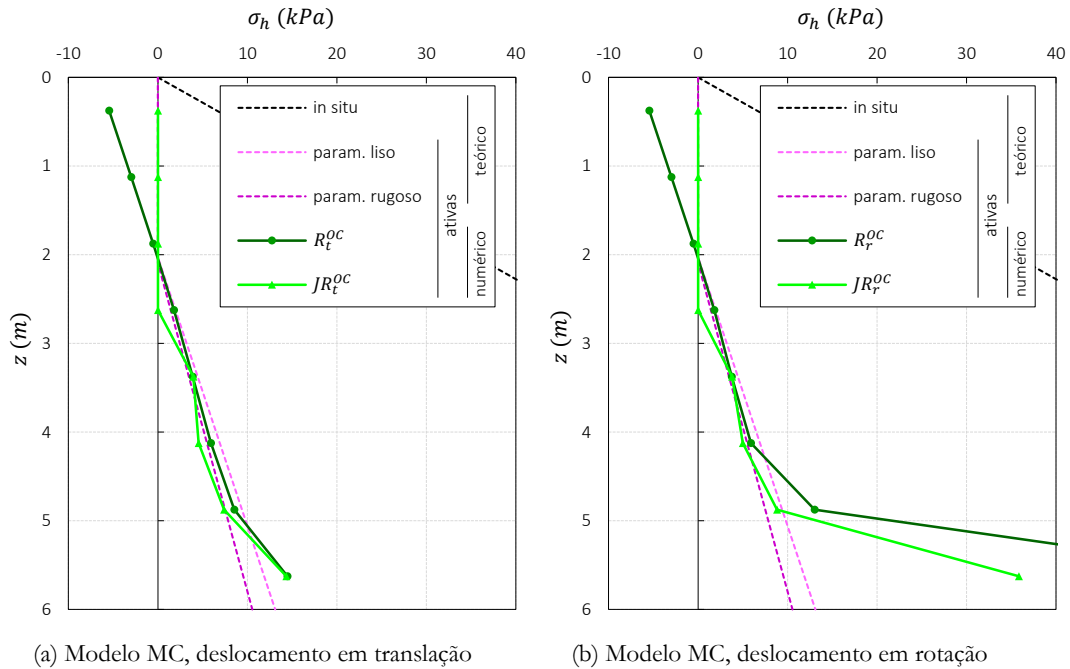 σ_h (kPa)
-10 0 10 20 30 40
0
1
2
3
4
5
6
z (m)
in situ
param. liso
param. rugoso
R_t^{OC}
JR_t^{OC}
ativas
teórico
numérico
(a) Modelo MC, deslocamento em translação
σ_h (kPa)
-10 0 10 20 30 40
0
1
2
3
4
5
6
z (m)
in situ
param. liso
param. rugoso
R_r^{OC}
JR_r^{OC}
ativas
teórico
numérico
(b) Modelo MC, deslocamento em rotação